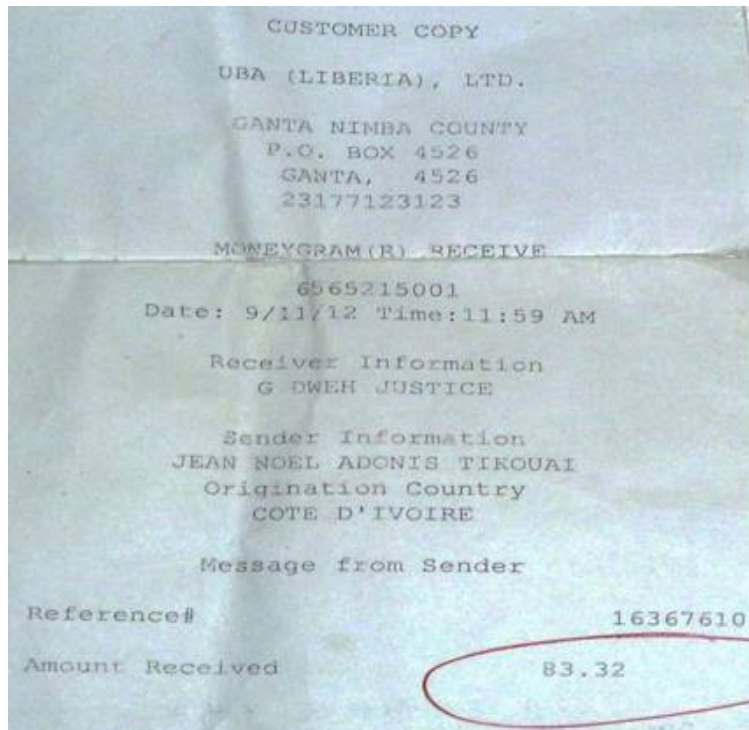 CUSTOMER COPY
UBA (LIBERIA), LTD.
GANTA NIMBA COUNTY
P.O. BOX 4526
GANTA, 4526
23177123123
MONEYGRAM(R) RECEIVE
6565215001
Date: 9/11/12 Time:11:59 AM
Receiver Information
G DWEH JUSTICE
Sender Information
JEAN NOEL ADONIS TIKOUAI
Origination Country
COTE D'IVOIRE
Message from Sender
Reference# 16367610
Amount Received 83.32